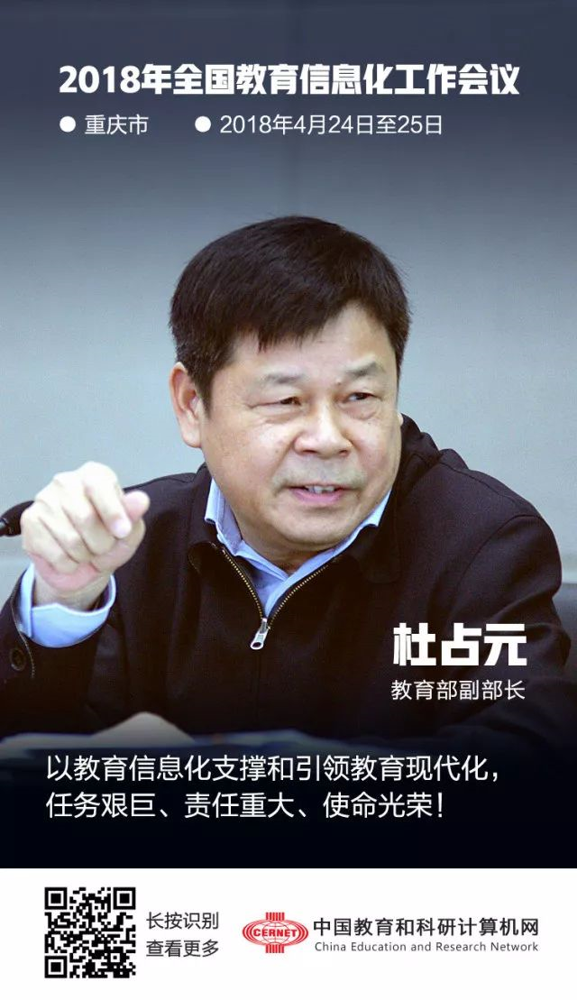 2018年全国教育信息化工作会议
● 重庆市 ● 2018年4月24日至25日
杜占元
教育部副部长
以教育信息化支撑和引领教育现代化，
任务艰巨、责任重大、使命光荣！
长按识别
查看更多
CERNET
中国教育和科研计算机网
China Education and Research Network